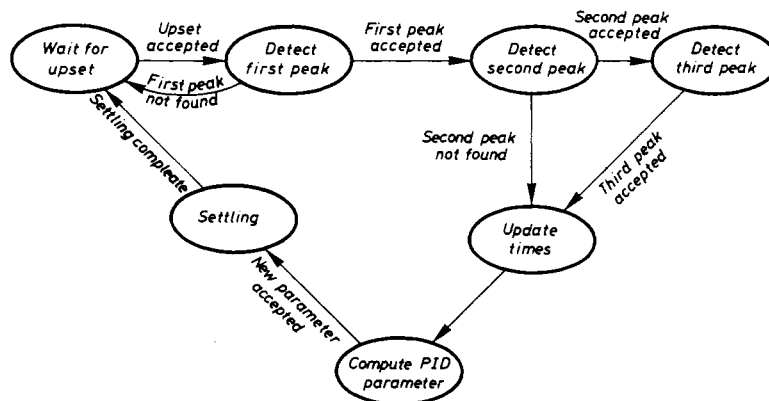 Wait for
upset
Upset
accepted
Detect
first peak
First peak
accepted
Detect
second peak
Second peak
accepted
Detect
third peak
First peak
not found
Second peak
not found
Third peak
accepted
Settling compleate
Settling
Update
times
New parameter
accepted
Compute PID
parameter